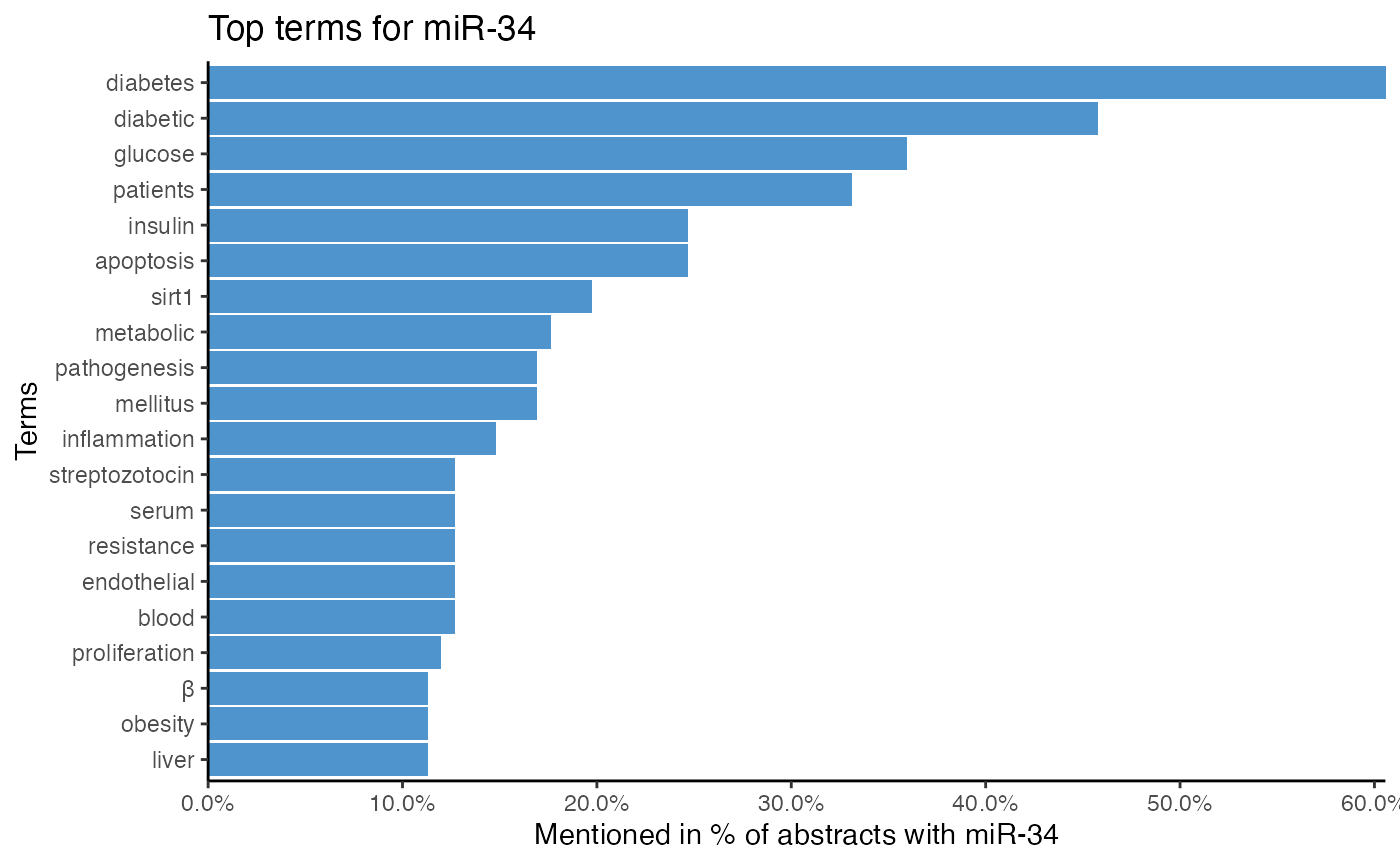 Top terms for miR-34
Terms
diabetes
diabetic
glucose
patients
insulin
apoptosis
sirt1
metabolic
pathogenesis
mellitus
inflammation
streptozotocin
serum
resistance
endothelial
blood
proliferation
β
obesity
liver
0.0% 10.0% 20.0% 30.0% 40.0% 50.0% 60.0%
Mentioned in % of abstracts with miR-34